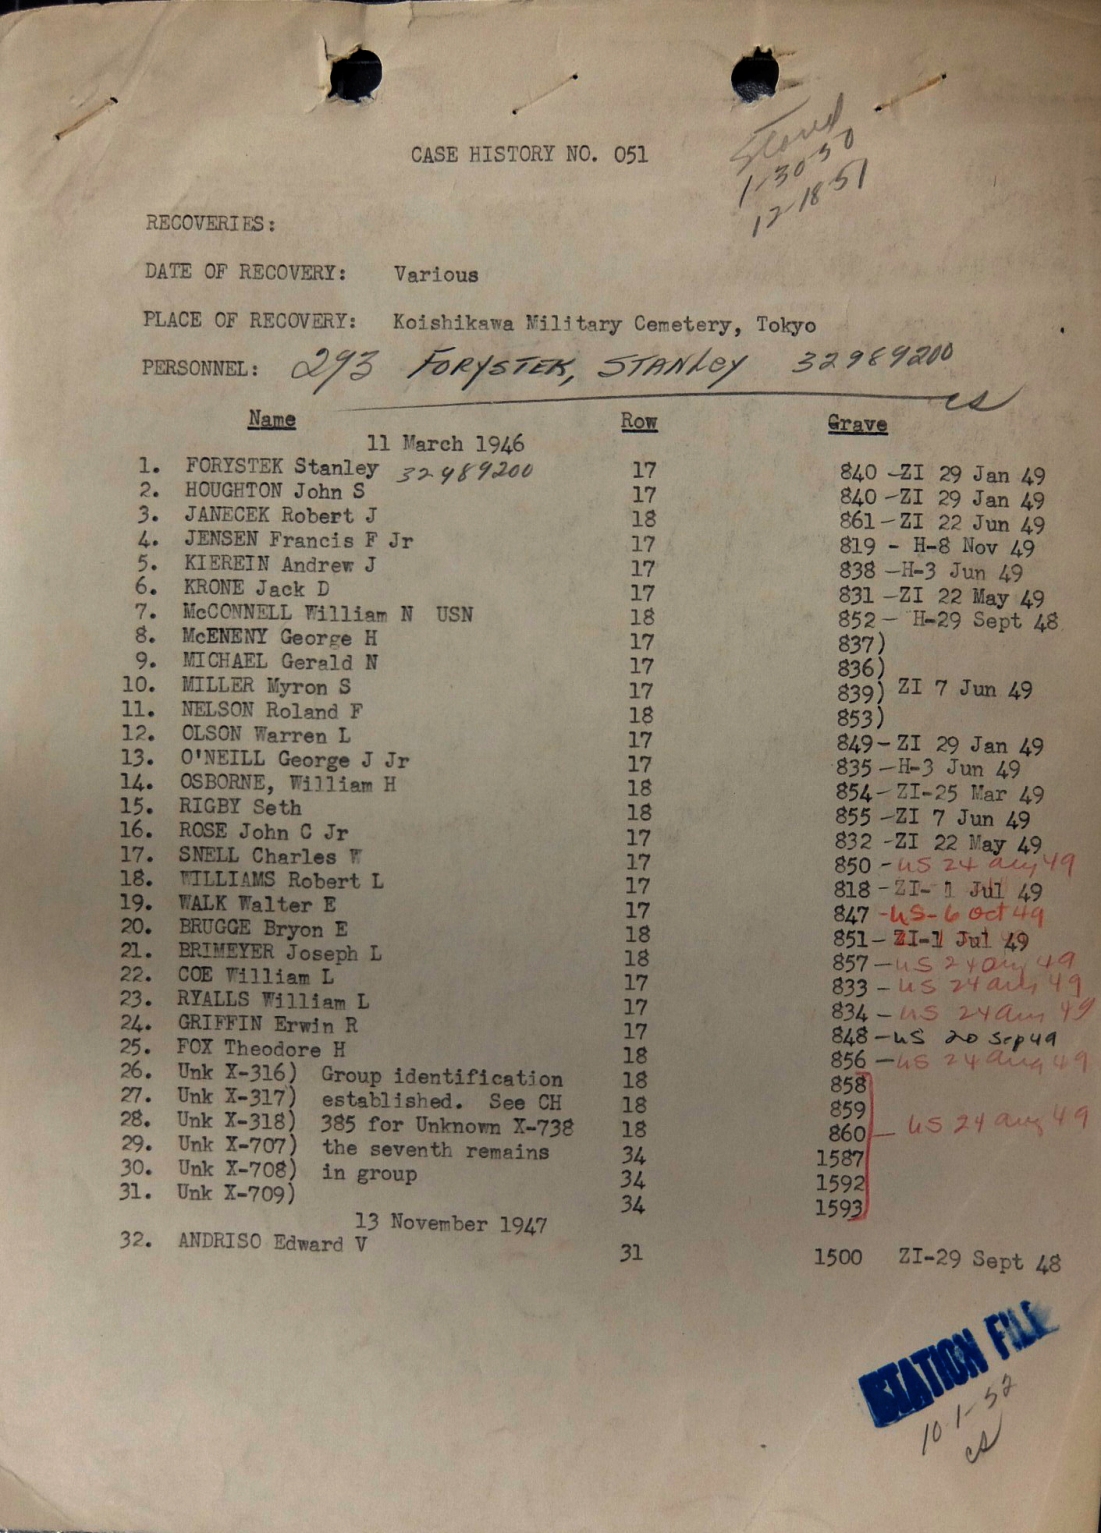 Stored
1-30-50
12-18-51
CASE HISTORY NO. 051
RECOVERIES:
DATE OF RECOVERY: Various
PLACE OF RECOVERY: Koishikawa Military Cemetery, Tokyo
PERSONNEL: 293 FORYSTEK, STANLEY 32989200
cs
Name Row Grave
11 March 1946
1. FORYSTEK Stanley 32989200 17 840 -ZI 29 Jan 49
2. HOUGHTON John S 17 840 -ZI 29 Jan 49
3. JANECEK Robert J 18 861 -ZI 22 Jun 49
4. JENSEN Francis F Jr 17 819 - H-8 Nov 49
5. KIEREIN Andrew J 17 838 -H-3 Jun 49
6. KRONE Jack D 17 831 -ZI 22 May 49
7. McCONNELL William N USN 18 852 - H-29 Sept 48
8. McENENY George H 17 837)
9. MICHAEL Gerald N 17 836)
10. MILLER Myron S 17 839) ZI 7 Jun 49
11. NELSON Roland F 18 853)
12. OLSON Warren L 17 849-ZI 29 Jan 49
13. O'NEILL George J Jr 17 835 -H-3 Jun 49
14. OSBORNE, William H 18 854-ZI-25 Mar 49
15. RIGBY Seth 18 855 -ZI 7 Jun 49
16. ROSE John C Jr 17 832 -ZI 22 May 49
17. SNELL Charles W 17 850 -US 24 aug 49
18. WILLIAMS Robert L 17 818 -ZI- 1 Jul 49
19. WALK Walter E 17 847 -US- 6 oct 49
20. BRUGGE Bryon E 18 851-ZI-1 Jul 49
21. BRIMEYER Joseph L 18 857 -US 24 aug 49
22. COE William L 17 833 - US 24 aug 49
23. RYALLS William L 17 834 - US 24 aug 49
24. GRIFFIN Erwin R 17 848 -US 20 Sep 49
25. FOX Theodore H 18 856 -US 24 aug 49
26. Unk X-316) Group identification 18 858
27. Unk X-317) established. See CH 18 859
28. Unk X-318) 385 for Unknown X-738 18 860 - US 24 aug 49
29. Unk X-707) the seventh remains 34 1587
30. Unk X-708) in group 34 1592
31. Unk X-709) 34 1593
13 November 1947
32. ANDRISO Edward V 31 1500 ZI-29 Sept 48
STATION FILE
10-1-52
cs